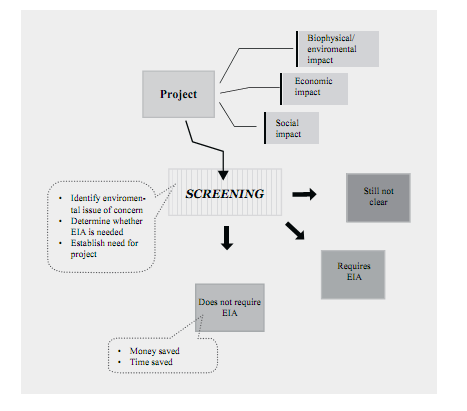 Biophysical/
enviromental
impact
Project
Economic
impact
Social
impact
SCREENING
• Identify enviromen-
tal issue of concern
• Determine whether
EIA is needed
• Establish need for
project
Still not
clear
Requires
EIA
Does not require
EIA
• Money saved
• Time saved